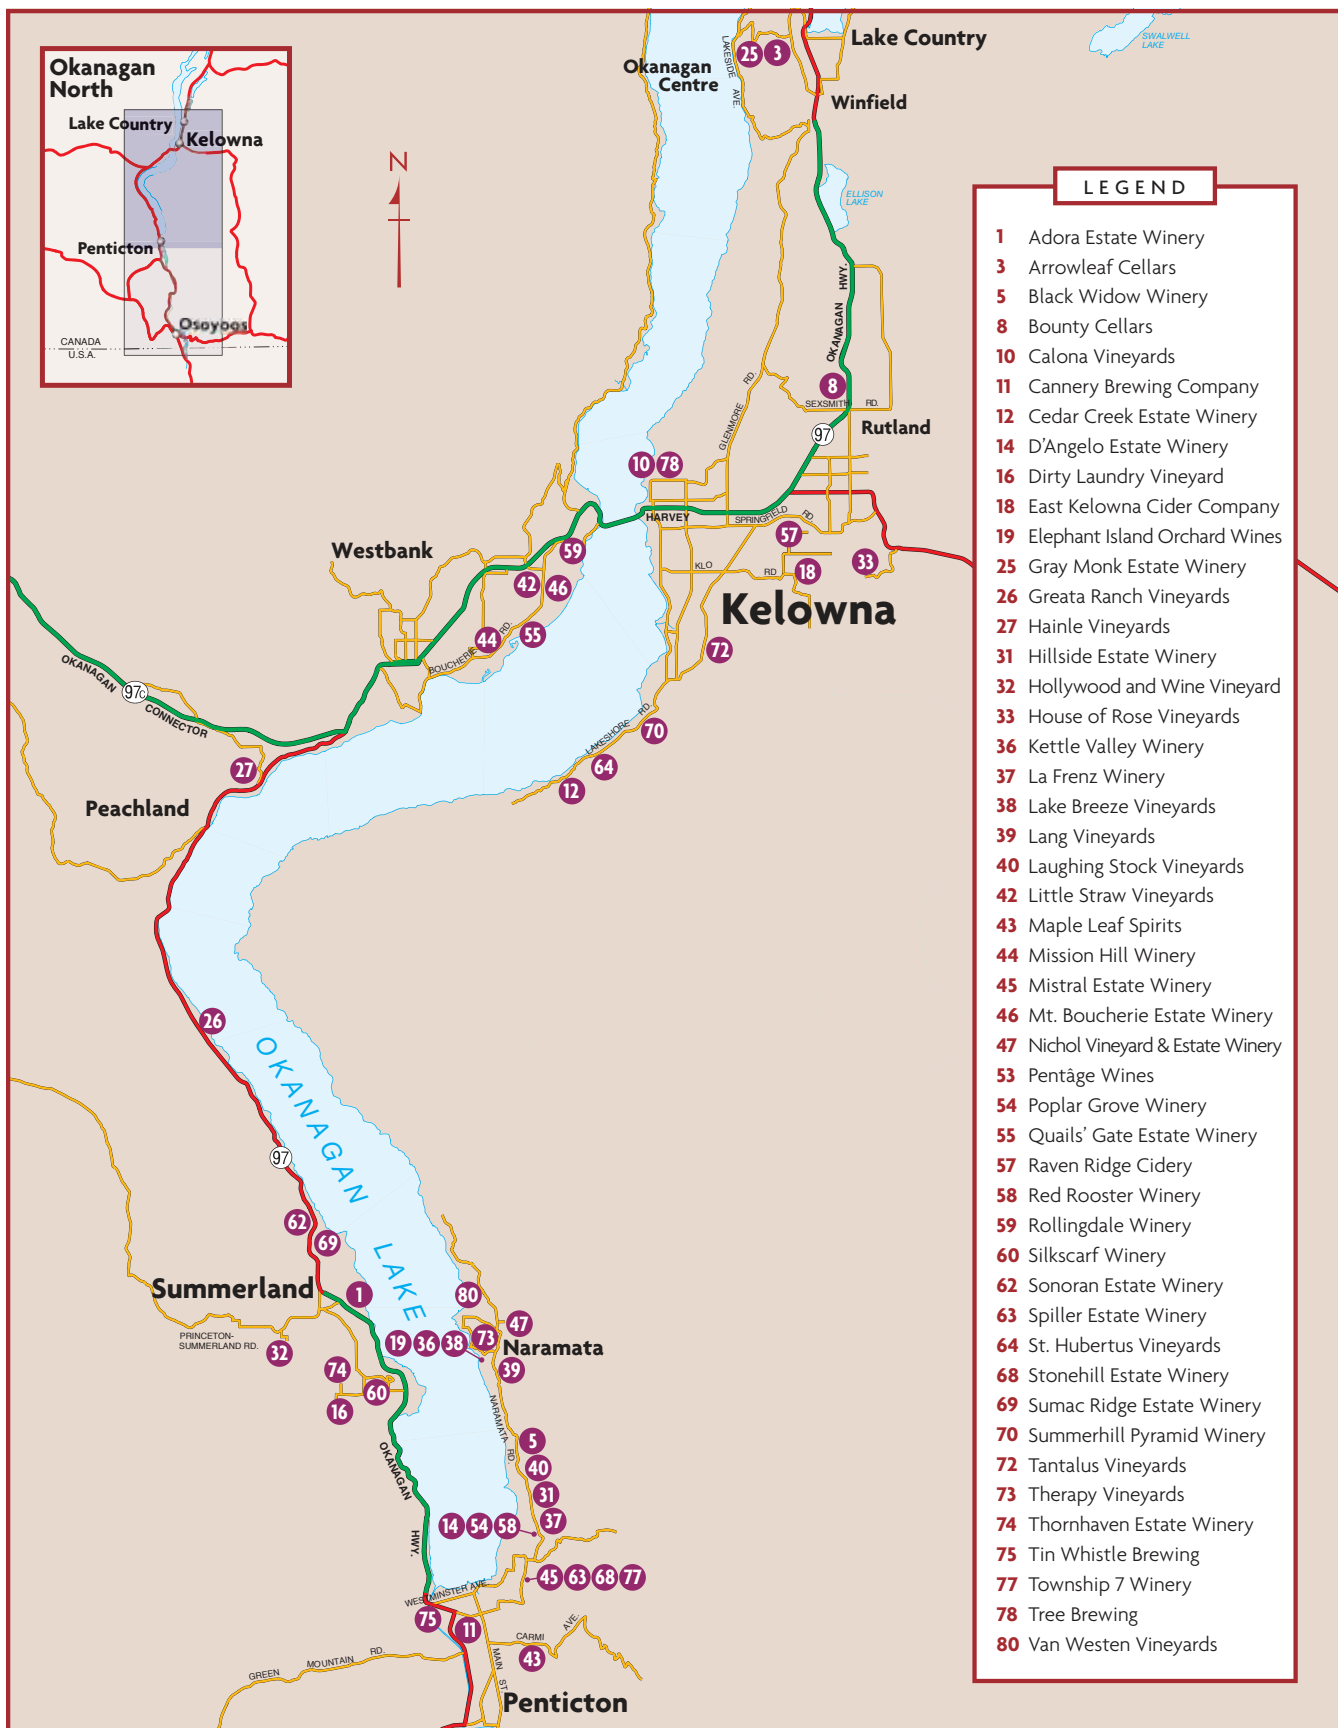 Okanagan
North
Lake Country
Kelowna
Penticton
Osoyoos
CANADA
U.S.A.
N
Okanagan
Centre
LAKESIDE AVE.
25
3
Lake Country
SWALWELL
LAKE
Winfield
ELLISON
LAKE
OKANAGAN HWY.
GLENMORE RD.
8
SEXSMITH RD.
Rutland
97
10
78
HARVEY
SPRINGFIELD RD
57
59
Westbank
42
46
KLO RD
18
33
Kelowna
44
55
BOUCHERIE RD.
72
OKANAGAN CONNECTOR
97c
LAKESHORE RD.
70
64
27
12
Peachland
26
OKANAGAN LAKE
97
62
69
Summerland
1
80
47
PRINCETON-
SUMMERLAND RD.
32
19
36
38
73
Naramata
39
74
60
16
NARAMATA RD.
5
40
31
37
OKANAGAN HWY.
14
54
58
45
63
68
77
WESTMINSTER AVE
75
11
CARMI AVE.
43
GREEN MOUNTAIN RD.
MAIN ST.
Penticton
LEGEND
1 Adora Estate Winery
3 Arrowleaf Cellars
5 Black Widow Winery
8 Bounty Cellars
10 Calona Vineyards
11 Cannery Brewing Company
12 Cedar Creek Estate Winery
14 D'Angelo Estate Winery
16 Dirty Laundry Vineyard
18 East Kelowna Cider Company
19 Elephant Island Orchard Wines
25 Gray Monk Estate Winery
26 Greata Ranch Vineyards
27 Hainle Vineyards
31 Hillside Estate Winery
32 Hollywood and Wine Vineyard
33 House of Rose Vineyards
36 Kettle Valley Winery
37 La Frenz Winery
38 Lake Breeze Vineyards
39 Lang Vineyards
40 Laughing Stock Vineyards
42 Little Straw Vineyards
43 Maple Leaf Spirits
44 Mission Hill Winery
45 Mistral Estate Winery
46 Mt. Boucherie Estate Winery
47 Nichol Vineyard & Estate Winery
53 Pentâge Wines
54 Poplar Grove Winery
55 Quails' Gate Estate Winery
57 Raven Ridge Cidery
58 Red Rooster Winery
59 Rollingdale Winery
60 Silkscarf Winery
62 Sonoran Estate Winery
63 Spiller Estate Winery
64 St. Hubertus Vineyards
68 Stonehill Estate Winery
69 Sumac Ridge Estate Winery
70 Summerhill Pyramid Winery
72 Tantalus Vineyards
73 Therapy Vineyards
74 Thornhaven Estate Winery
75 Tin Whistle Brewing
77 Township 7 Winery
78 Tree Brewing
80 Van Westen Vineyards